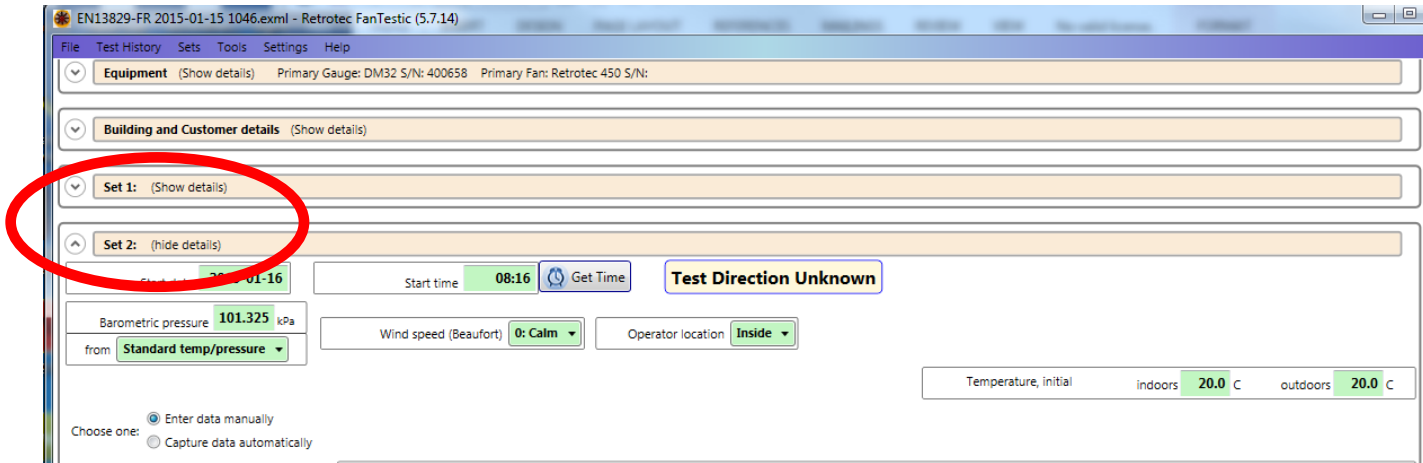 EN13829-FR 2015-01-15 1046.exml - Retrotec FanTestic (5.7.14)
File Test History Sets Tools Settings Help
Equipment (Show details) Primary Gauge: DM32 S/N: 400658 Primary Fan: Retrotec 450 S/N:
Building and Customer details (Show details)
Set 1: (Show details)
Set 2: (hide details)
01-16 Start time 08:16 Get Time Test Direction Unknown
Barometric pressure 101.325 kPa
Wind speed (Beaufort) 0: Calm Operator location Inside
from Standard temp/pressure
Temperature, initial indoors 20.0 C outdoors 20.0 C
Enter data manually
Choose one:
Capture data automatically